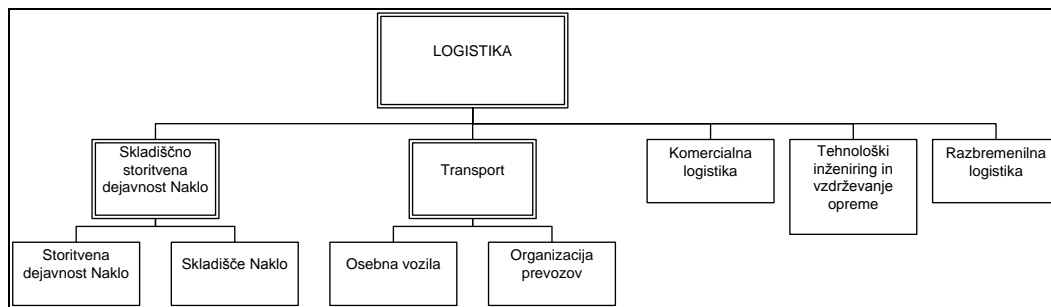 LOGISTIKA
Skladiščno
storitvena
dejavnost Naklo
Transport
Komercialna
logistika
Tehnološki
inženiring in
vzdrževanje
opreme
Razbremenilna
logistika
Storitvena
dejavnost Naklo
Skladišče Naklo
Osebna vozila
Organizacija
prevozov